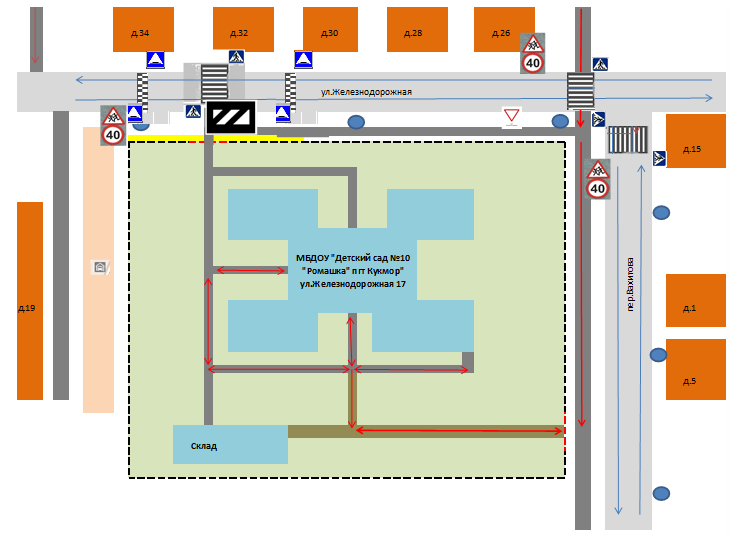 д.34
д.32
д.30
д.28
д.26
40
ул.Железнодорожная
40
д.15
40
МБДОУ "Детский сад №10
"Ромашка" пгт Кукмор"
ул.Железнодорожная 17
пер.Вахитова
д.19
д.1
д.5
Склад